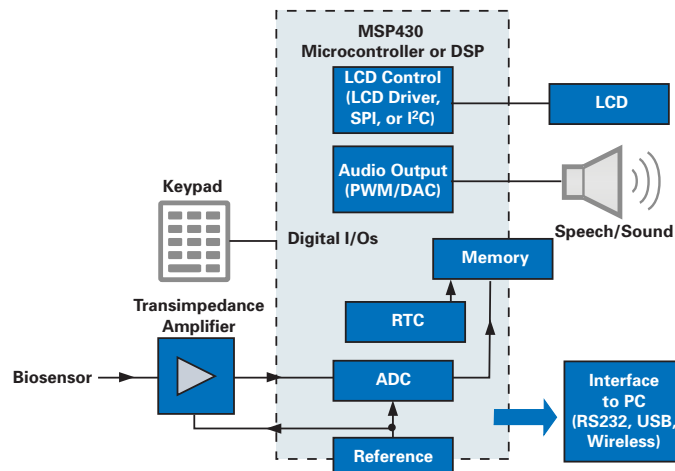 MSP430
Microcontroller or DSP
LCD Control
(LCD Driver,
SPI, or I²C)
LCD
Audio Output
(PWM/DAC)
Speech/Sound
Keypad
Digital I/Os
Memory
Transimpedance
Amplifier
RTC
Biosensor
ADC
Interface
to PC
(RS232, USB,
Wireless)
Reference